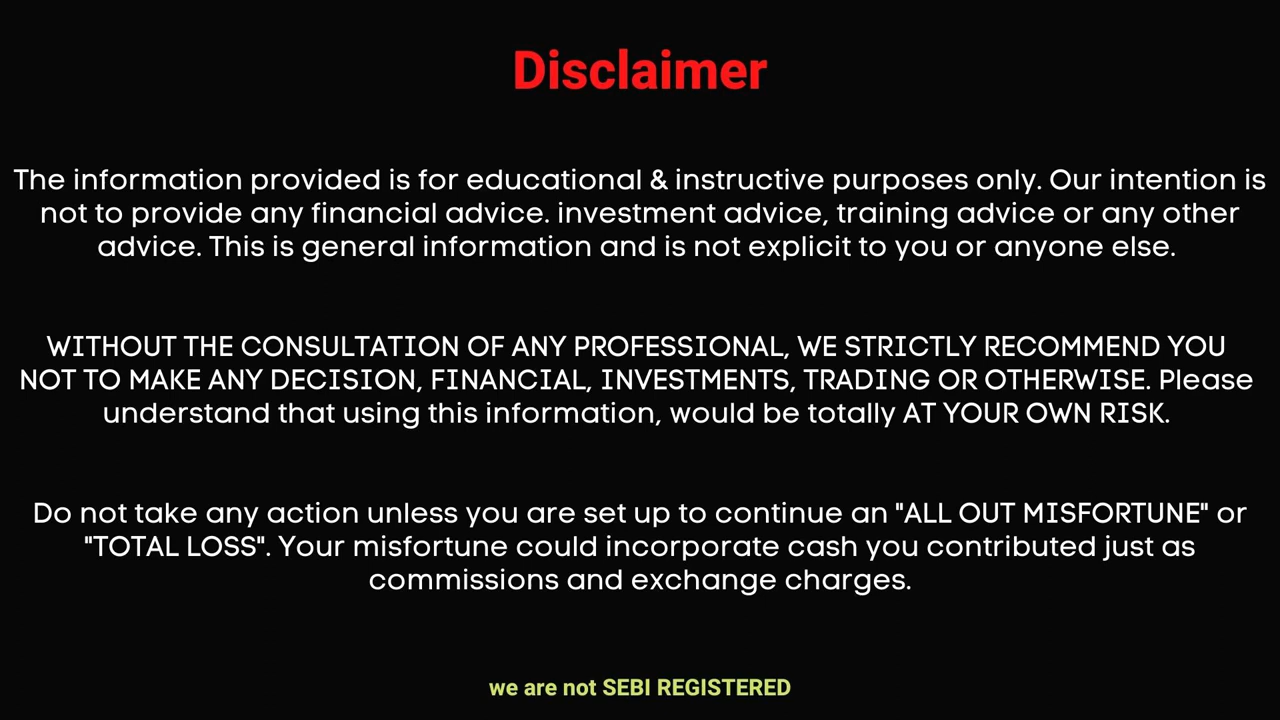 Disclaimer
The information provided is for educational & instructive purposes only. Our intention is
not to provide any financial advice. investment advice, training advice or any other
advice. This is general information and is not explicit to you or anyone else.
WITHOUT THE CONSULTATION OF ANY PROFESSIONAL, WE STRICTLY RECOMMEND YOU
NOT TO MAKE ANY DECISION, FINANCIAL, INVESTMENTS, TRADING OR OTHERWISE. Please
understand that using this information, would be totally AT YOUR OWN RISK.
Do not take any action unless you are set up to continue an "ALL OUT MISFORTUNE" or
"TOTAL LOSS". Your misfortune could incorporate cash you contributed just as
commissions and exchange charges.
we are not SEBI REGISTERED